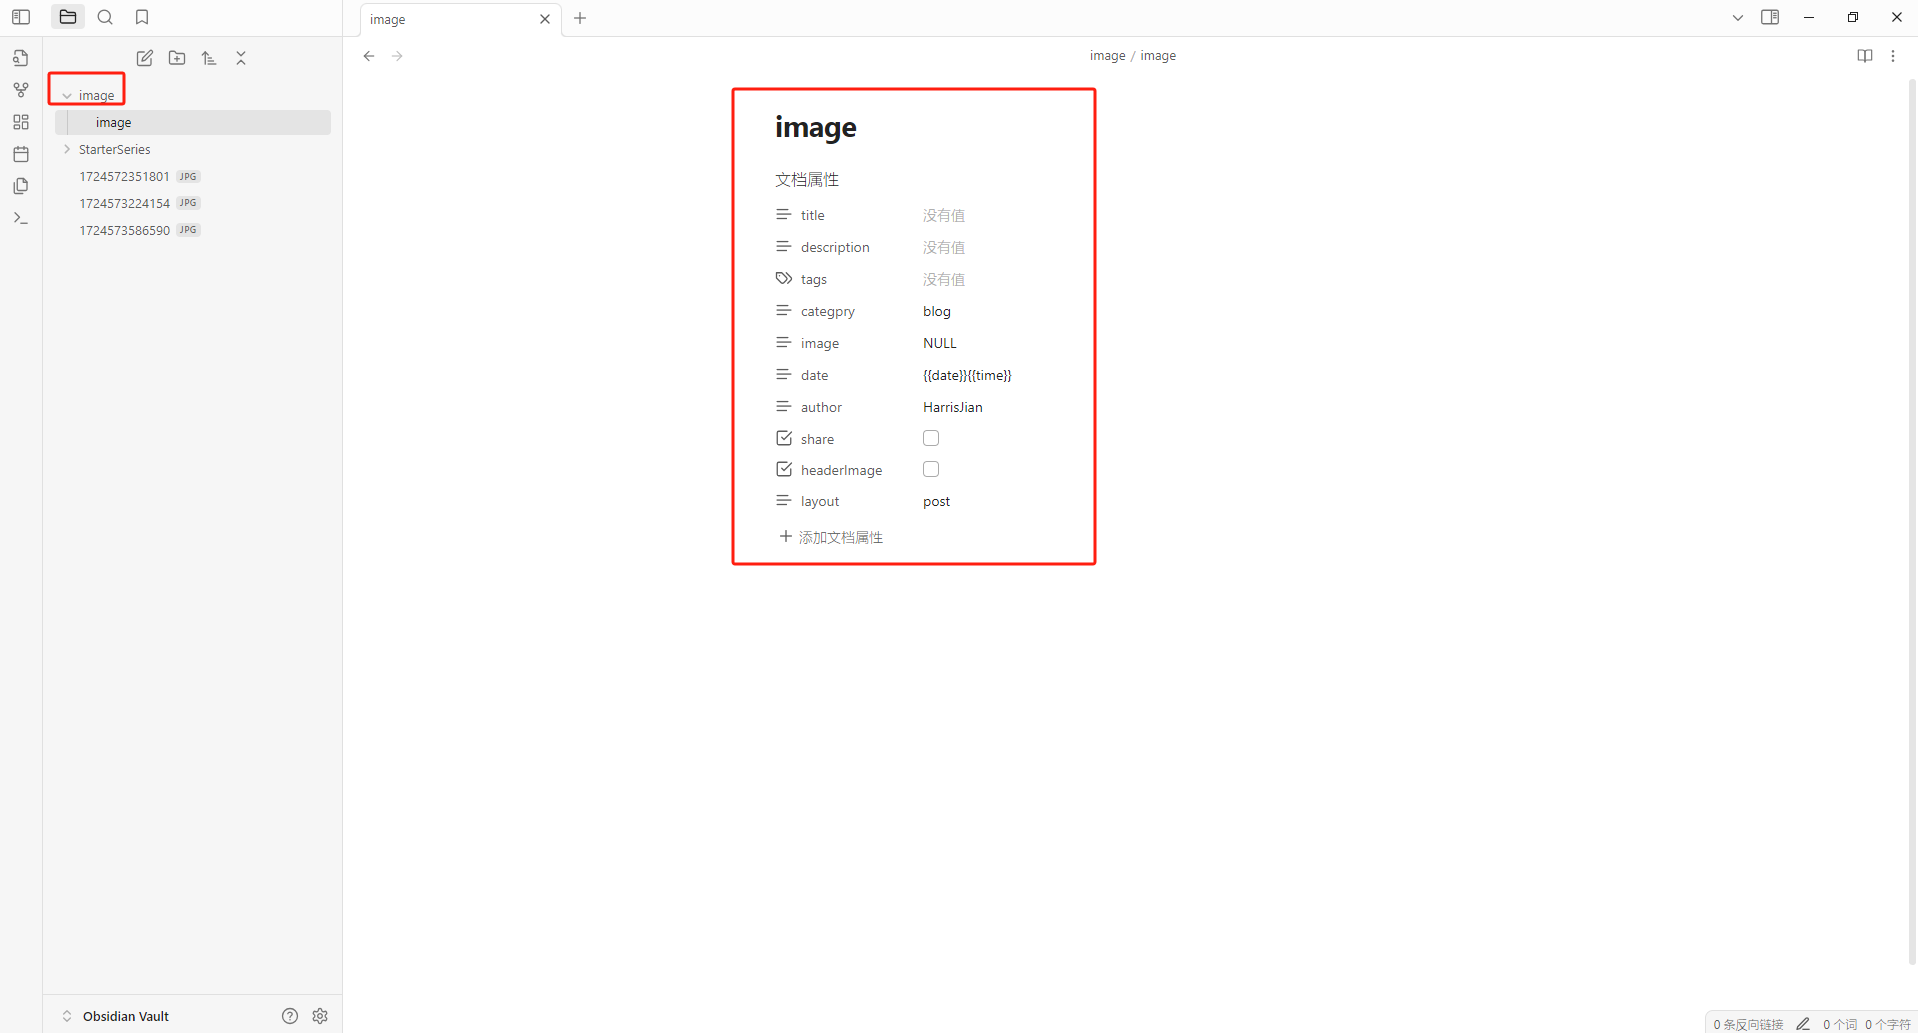 image
image / image
image
image
StarterSeries
1724572351801 JPG
1724573224154 JPG
1724573586590 JPG
image
文档属性
title 没有值
description 没有值
tags 没有值
categpry blog
image NULL
date {{date}}{{time}}
author HarrisJian
share
headerImage
layout post
添加文档属性
Obsidian Vault
0 条反向链接 0 个词 0 个字符